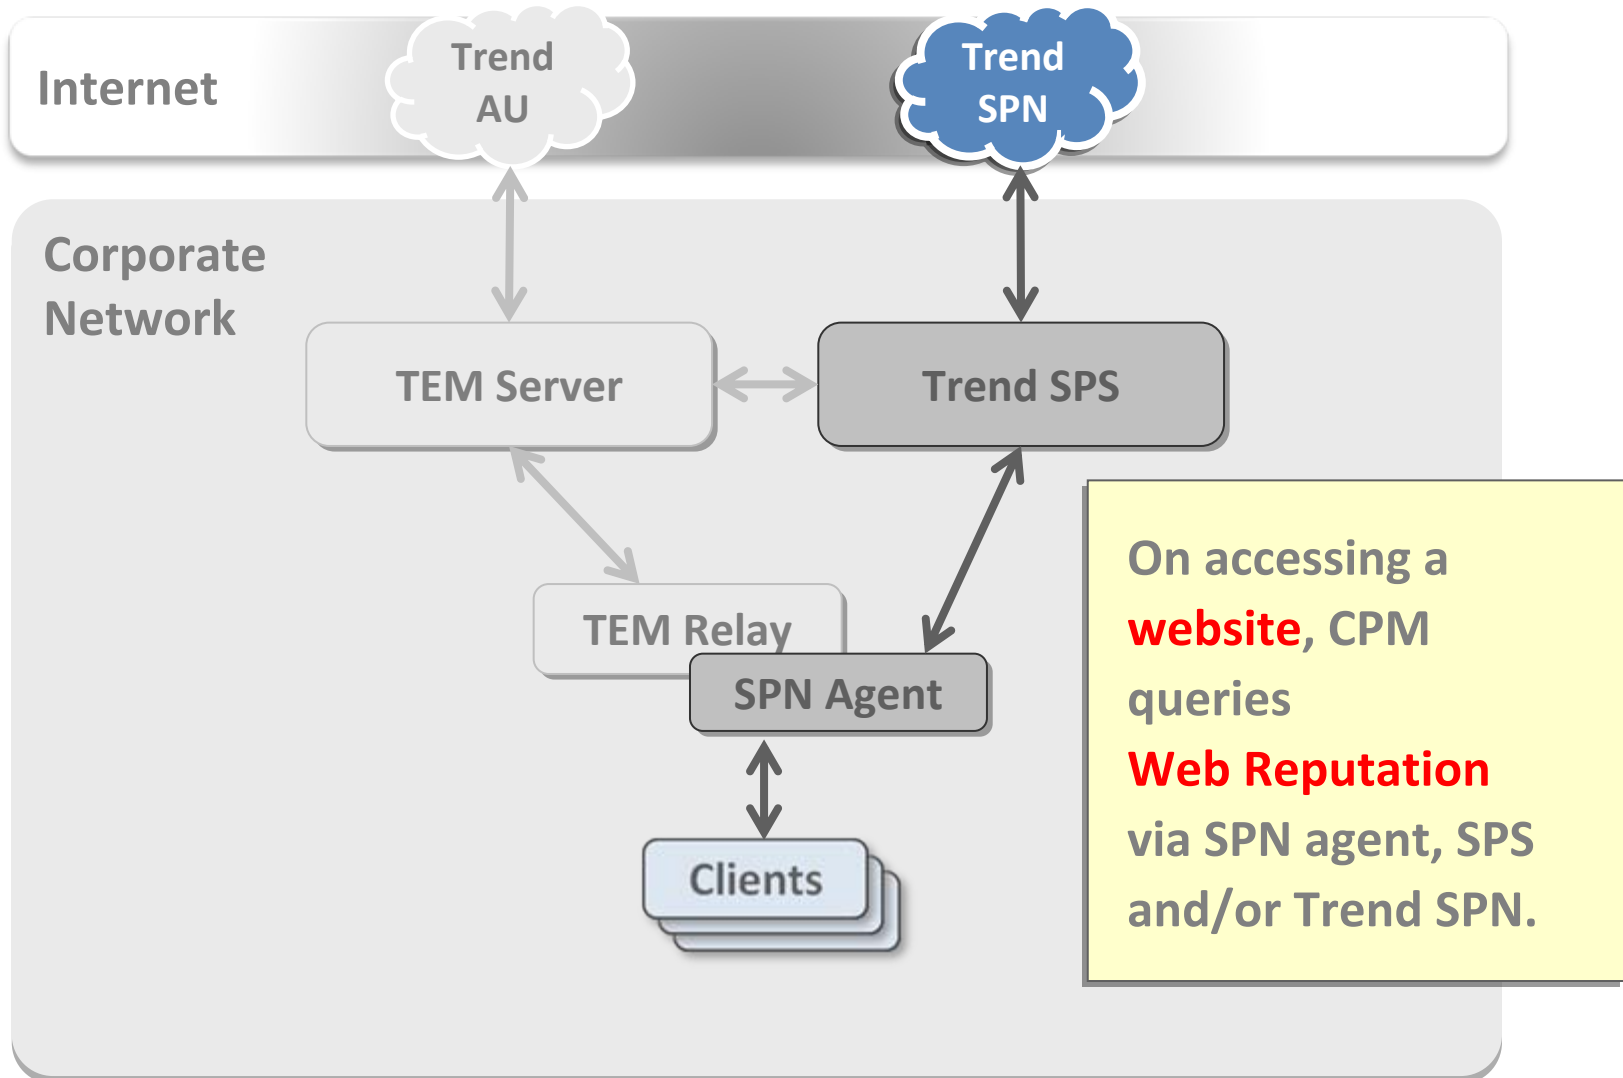 Internet
Trend
AU
Trend
SPN
Corporate
Network
TEM Server
Trend SPS
TEM Relay
SPN Agent
Clients
On accessing a
website, CPM
queries
Web Reputation
via SPN agent, SPS
and/or Trend SPN.